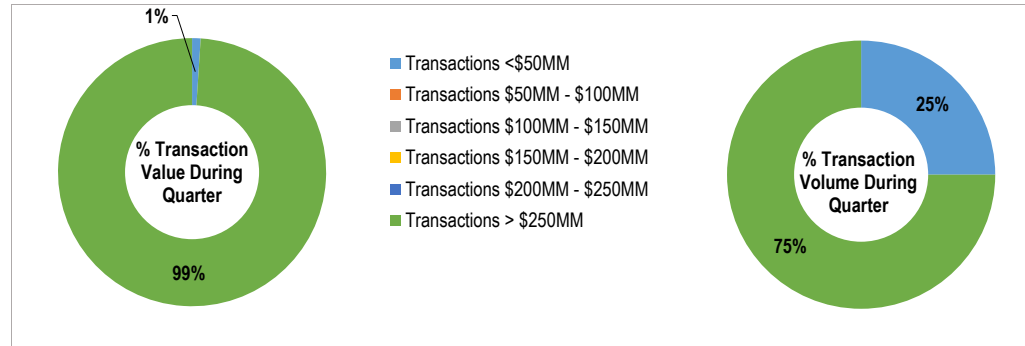 1%
% Transaction
Value During
Quarter
99%
Transactions <$50MM
Transactions $50MM - $100MM
Transactions $100MM - $150MM
Transactions $150MM - $200MM
Transactions $200MM - $250MM
Transactions > $250MM
25%
% Transaction
Volume During
Quarter
75%